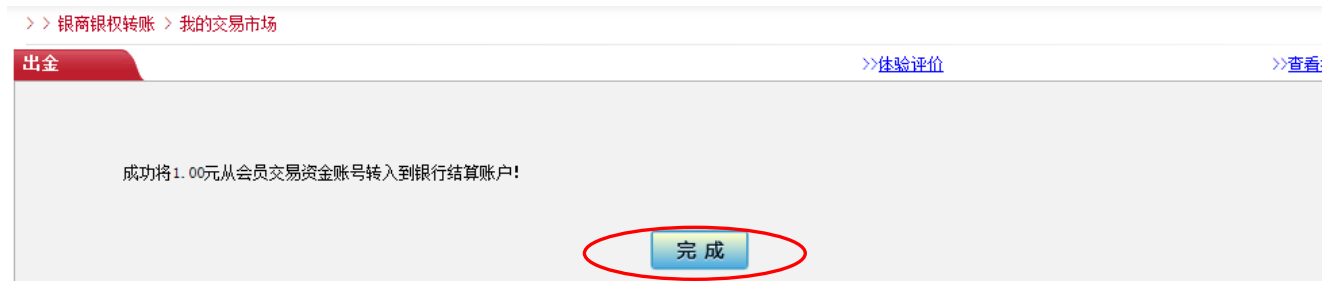 > > 银商银权转账 > 我的交易市场
出金 >>体验评价 >>查看
成功将1.00元从会员交易资金账号转入到银行结算账户!
完成